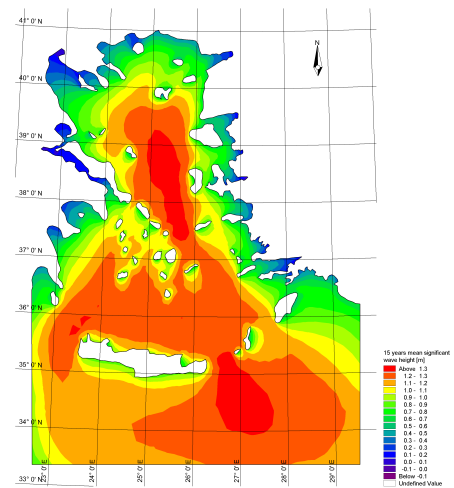 41° 0' N
N
40° 0' N
39° 0' N
38° 0' N
37° 0' N
36° 0' N
35° 0' N
34° 0' N
33° 0' N
23° 0' E
24° 0' E
25° 0' E
26° 0' E
27° 0' E
28° 0' E
29° 0' E
15 years mean significant
wave height [m]
Above 1.3
1.2 - 1.3
1.1 - 1.2
1.0 - 1.1
0.9 - 1.0
0.8 - 0.9
0.7 - 0.8
0.6 - 0.7
0.5 - 0.6
0.4 - 0.5
0.3 - 0.4
0.2 - 0.3
0.1 - 0.2
0.0 - 0.1
-0.1 - 0.0
Below -0.1
Undefined Value